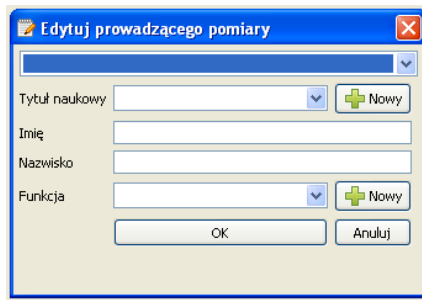 Edytuj prowadzącego pomiary
Tytuł naukowy
Nowy
Imię
Nazwisko
Funkcja
Nowy
OK
Anuluj